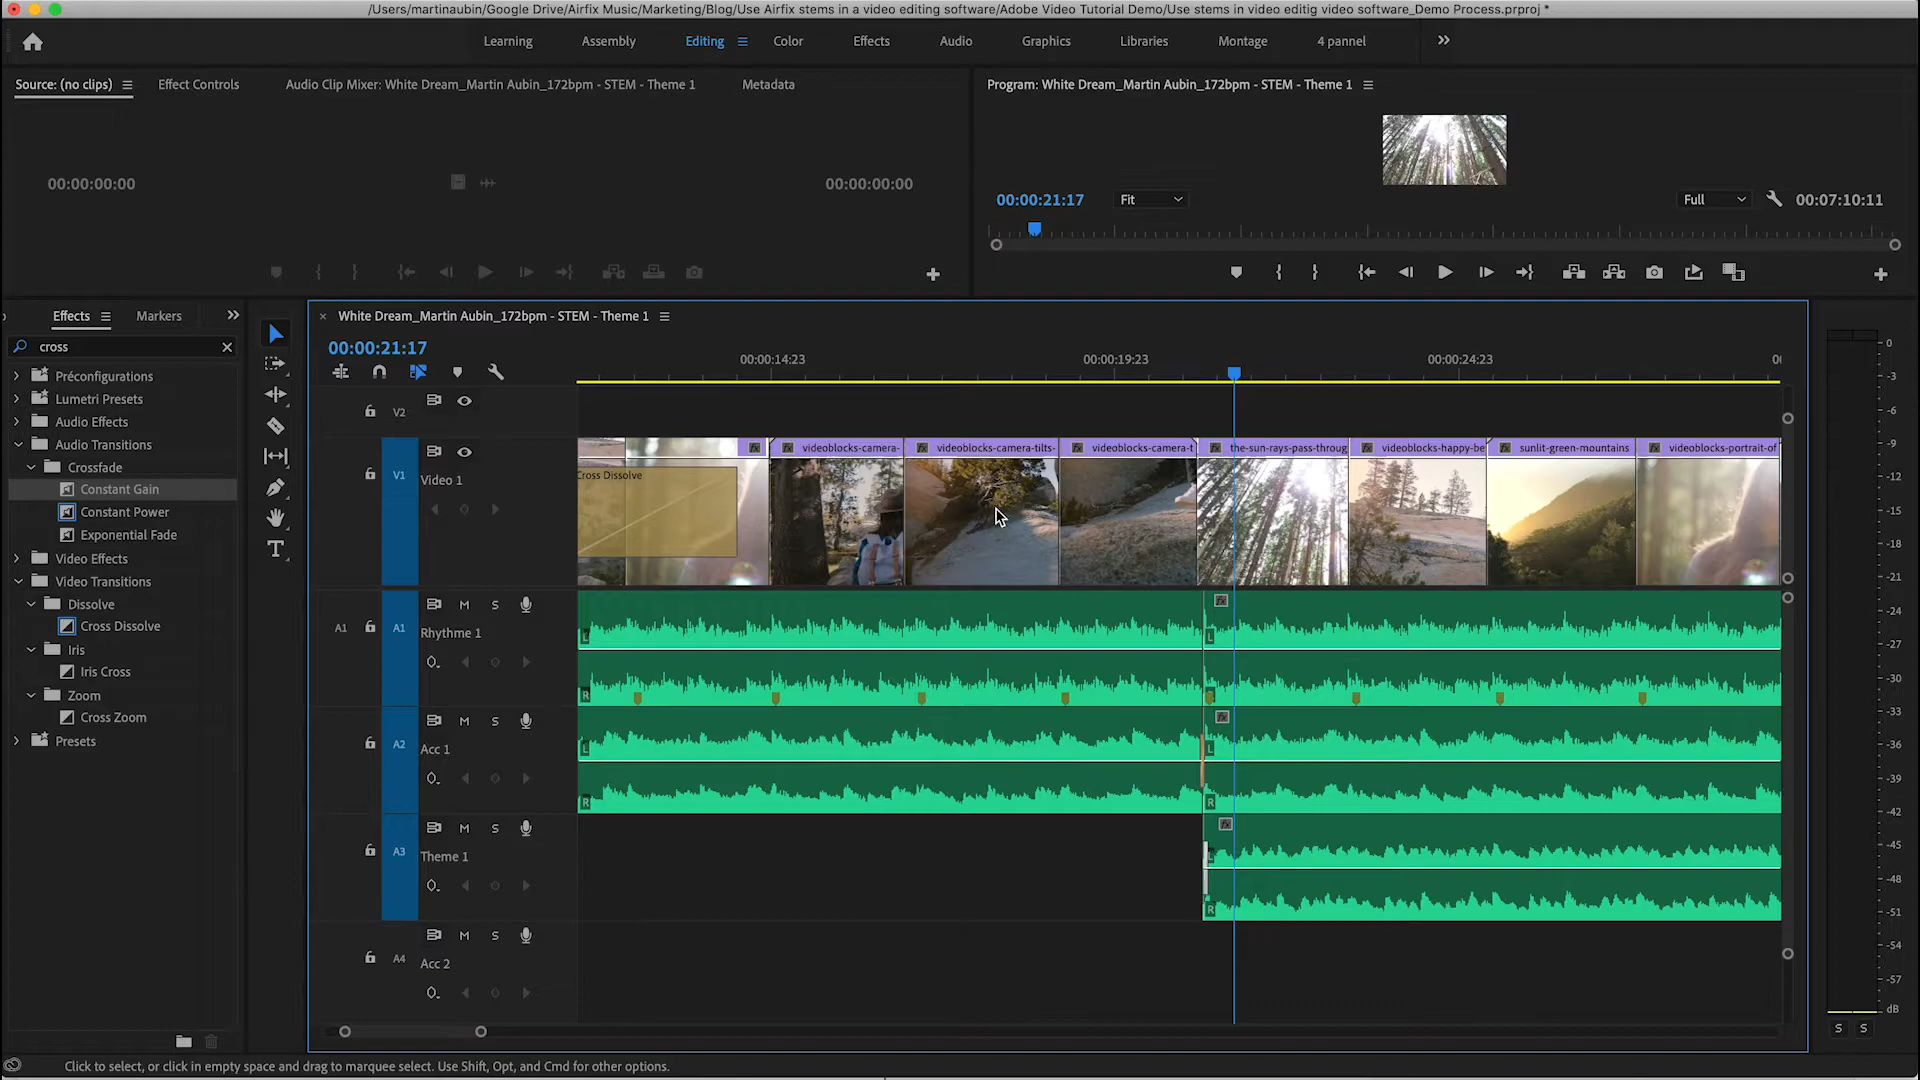 /Users/martinaubin/Google Drive/Airfix Music/Marketing/Blog/Use Airfix stems in a video editing software/Adobe Video Tutorial Demo/Use stems in video editig video software_Demo Process.prproj *
Learning
Assembly
Editing
Color
Effects
Audio
Graphics
Libraries
Montage
4 pannel
Source: (no clips)
Effect Controls
Audio Clip Mixer: White Dream_Martin Aubin_172bpm - STEM - Theme 1
Metadata
Program: White Dream_Martin Aubin_172bpm - STEM - Theme 1
00:00:00:00
00:00:00:00
00:00:21:17
Fit
Full
00:07:10:11
Effects
Markers
cross
Préconfigurations
Lumetri Presets
Audio Effects
Audio Transitions
Crossfade
Constant Gain
Constant Power
Exponential Fade
Video Effects
Video Transitions
Dissolve
Cross Dissolve
Iris
Iris Cross
Zoom
Cross Zoom
Presets
White Dream_Martin Aubin_172bpm - STEM - Theme 1
00:00:21:17
00:00:14:23
00:00:19:23
00:00:24:23
V2
V1
Video 1
fx videoblocks-camera-
fx videoblocks-camera-tilts-
fx videoblocks-camera-t
fx the-sun-rays-pass-throug
fx videoblocks-happy-be
fx sunlit-green-mountains
fx videoblocks-portrait-of
Cross Dissolve
A1
A1
M S
Rhythme 1
L
R
fx
L
A2
M S
Acc 1
L
R
fx
L
R
A3
M S
Theme 1
fx
L
R
A4
M S
Acc 2
0
-3
-6
-9
-12
-15
-18
-21
-24
-27
-30
-33
-36
-39
-42
-45
-48
-51
-54
-57
dB
S S
Click to select, or click in empty space and drag to marquee select. Use Shift, Opt, and Cmd for other options.